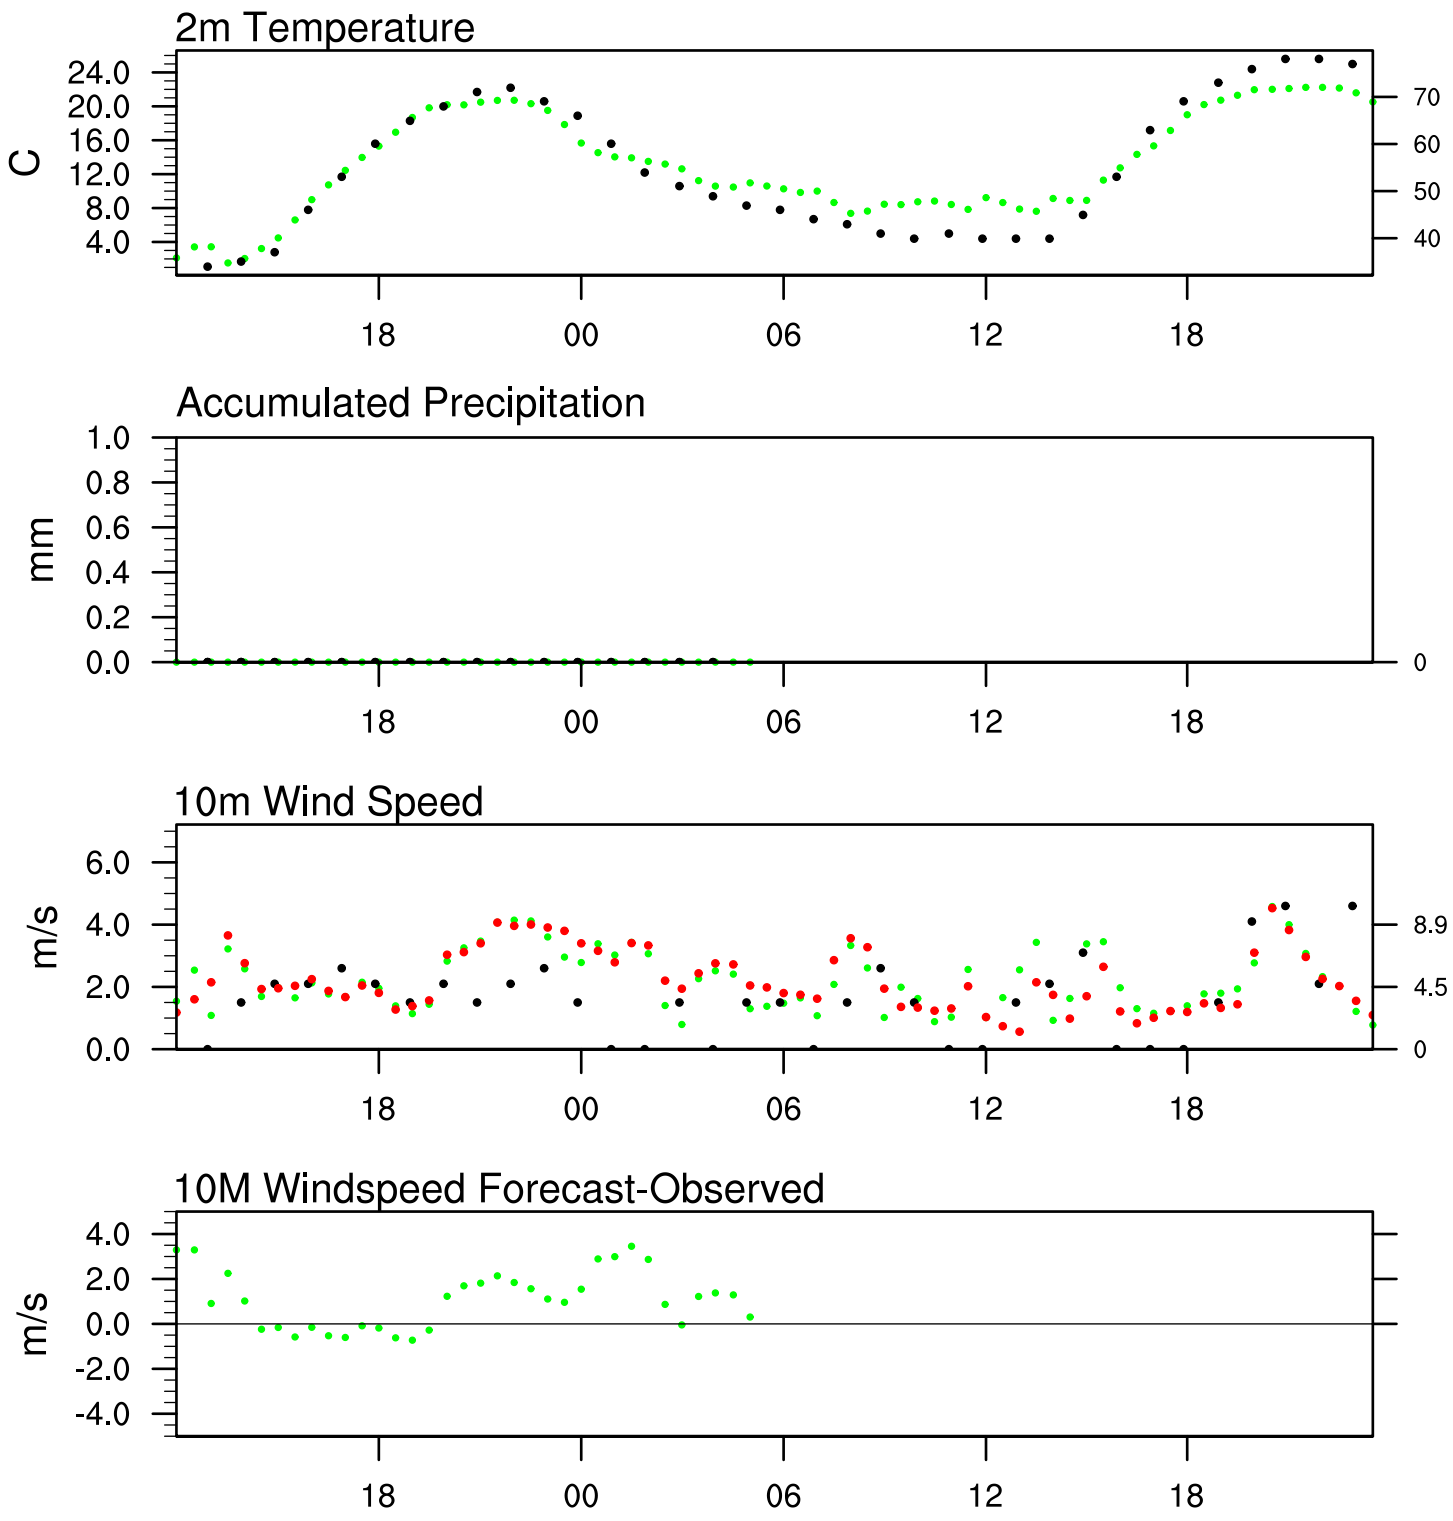 2m Temperature
24.0
20.0
16.0
12.0
8.0
4.0
C
70
60
50
40
18 00 06 12 18
Accumulated Precipitation
1.0
0.8
0.6
0.4
0.2
0.0
mm
0
18 00 06 12 18
10m Wind Speed
6.0
4.0
2.0
0.0
m/s
8.9
4.5
0
18 00 06 12 18
10M Windspeed Forecast-Observed
4.0
2.0
0.0
-2.0
-4.0
m/s
18 00 06 12 18